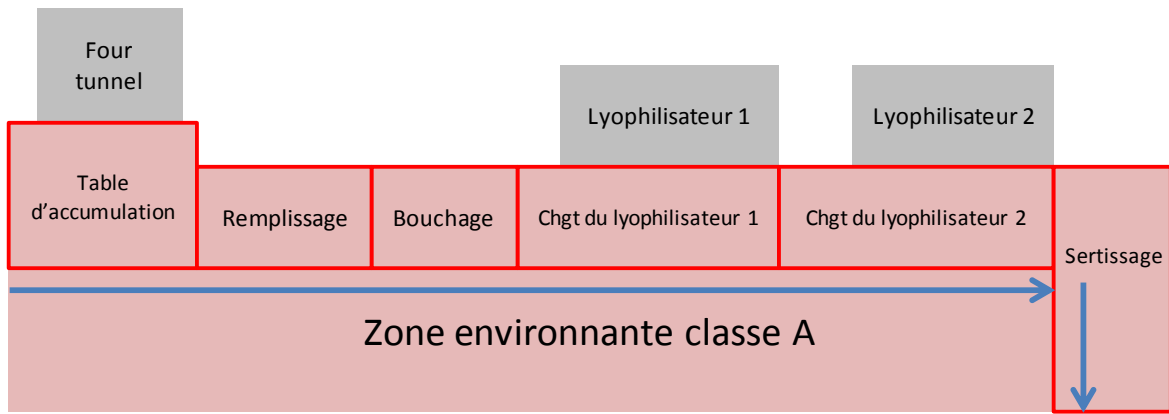 Four
tunnel
Lyophilisateur 1
Lyophilisateur 2
Table
d'accumulation
Remplissage
Bouchage
Chgt du lyophilisateur 1
Chgt du lyophilisateur 2
Sertissage
Zone environnante classe A